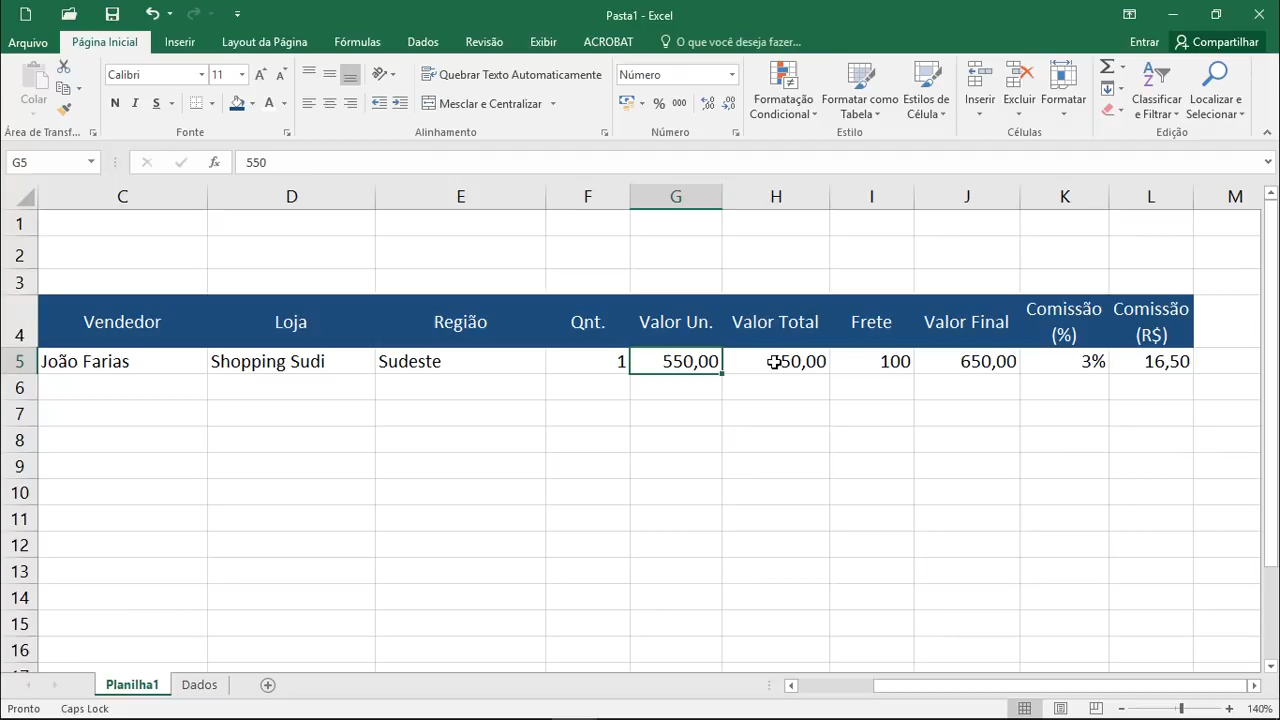 Pasta1 - Excel
Arquivo Página Inicial Inserir Layout da Página Fórmulas Dados Revisão Exibir ACROBAT O que você deseja fazer... Entrar Compartilhar
Colar
Calibri 11
Quebrar Texto Automaticamente
Número
Formatação Condicional
Formatar como Tabela
Estilos de Célula
Inserir Excluir Formatar
Classificar e Filtrar
Localizar e Selecionar
N I S
Mesclar e Centralizar
% 000
Área de Transf... Fonte Alinhamento Número Estilo Células Edição
G5 fx 550
C D E F G H I J K L M
1
2
3
4 Vendedor Loja Região Qnt. Valor Un. Valor Total Frete Valor Final Comissão (%) Comissão (R$)
5 João Farias Shopping Sudi Sudeste 1 550,00 50,00 100 650,00 3% 16,50
6
7
8
9
10
11
12
13
14
15
16
17
Planilha1 Dados
Pronto Caps Lock 140%